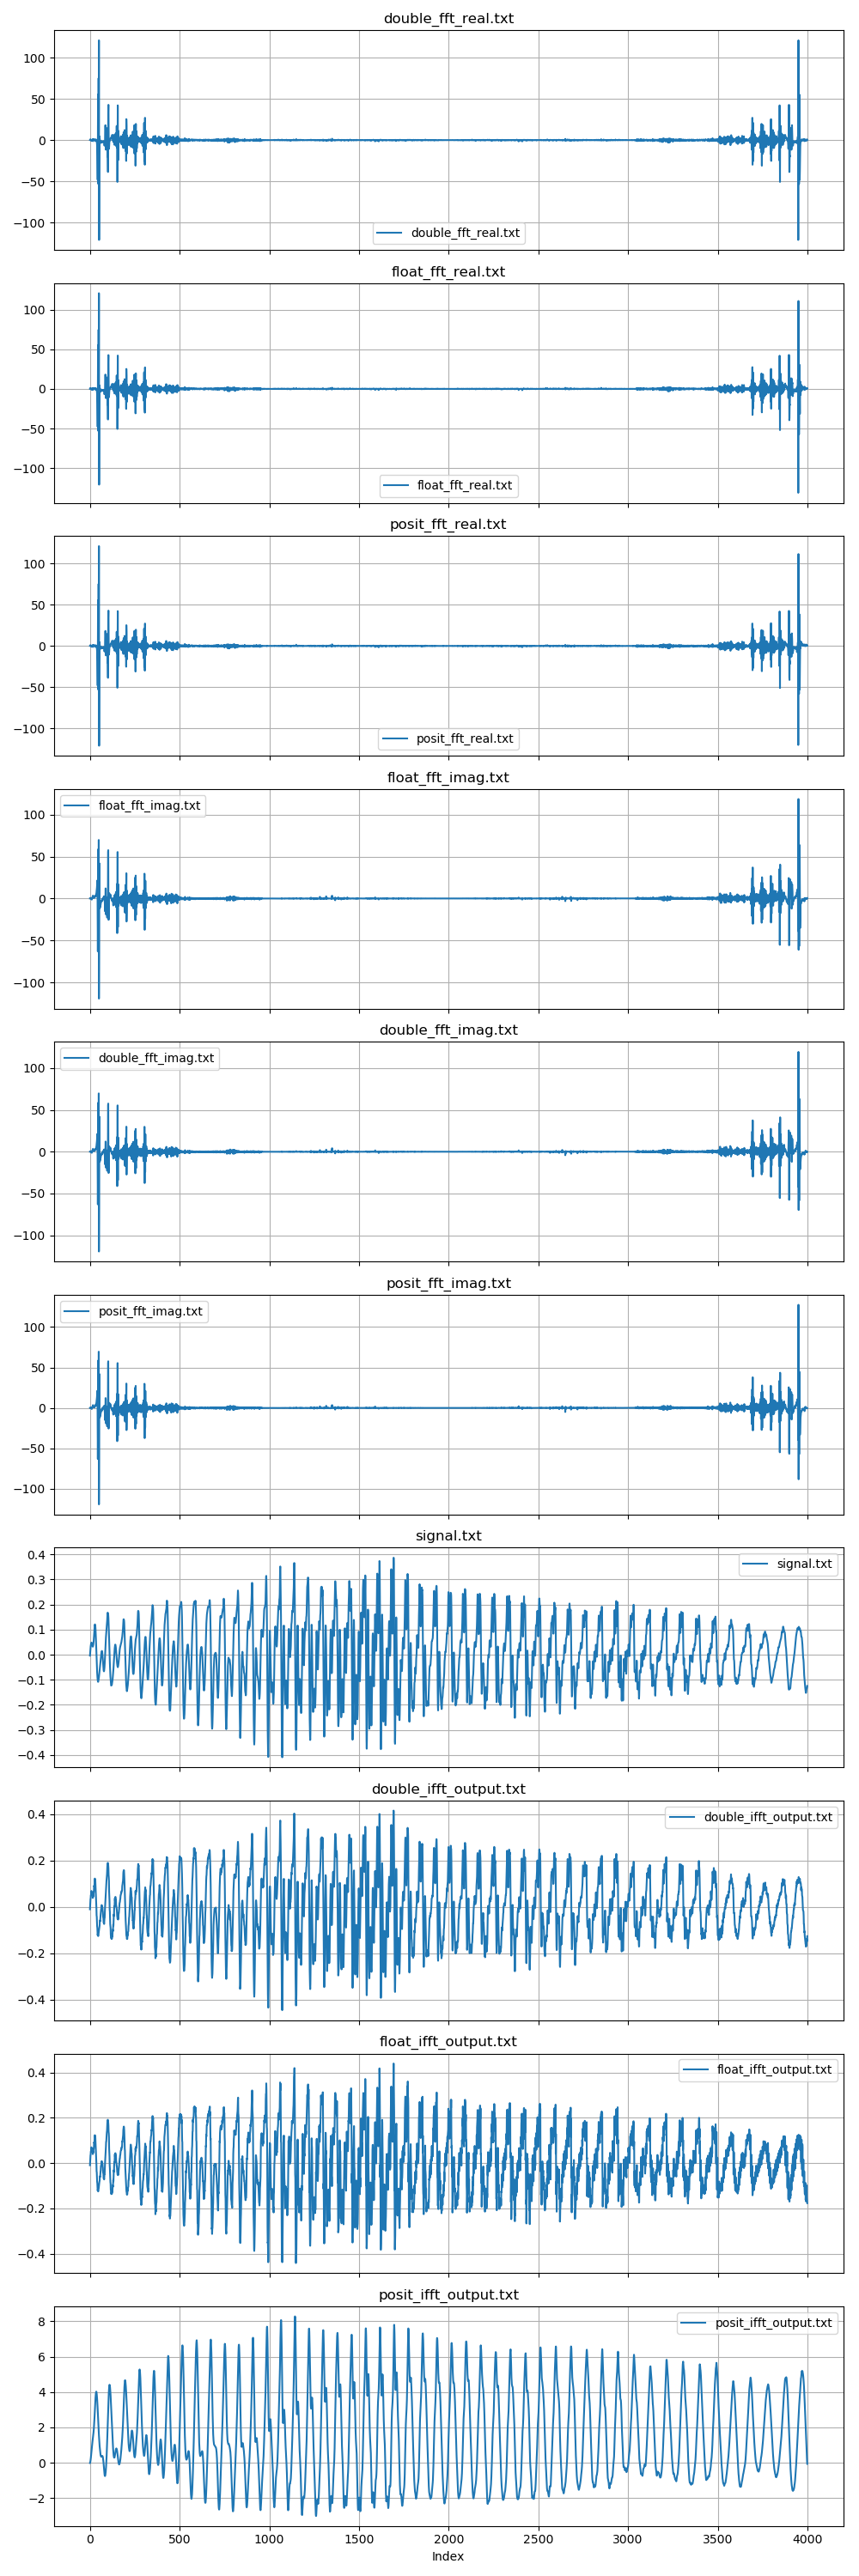 double_fft_real.txt
100
50
0
−50
−100
double_fft_real.txt
float_fft_real.txt
100
50
0
−50
−100
float_fft_real.txt
posit_fft_real.txt
100
50
0
−50
−100
posit_fft_real.txt
float_fft_imag.txt
float_fft_imag.txt
100
50
0
−50
−100
double_fft_imag.txt
double_fft_imag.txt
100
50
0
−50
−100
posit_fft_imag.txt
posit_fft_imag.txt
100
50
0
−50
−100
signal.txt
signal.txt
0.4
0.3
0.2
0.1
0.0
−0.1
−0.2
−0.3
−0.4
double_ifft_output.txt
double_ifft_output.txt
0.4
0.2
0.0
−0.2
−0.4
float_ifft_output.txt
float_ifft_output.txt
0.4
0.2
0.0
−0.2
−0.4
posit_ifft_output.txt
posit_ifft_output.txt
8
6
4
2
0
−2
0 500 1000 1500 2000 2500 3000 3500 4000
Index